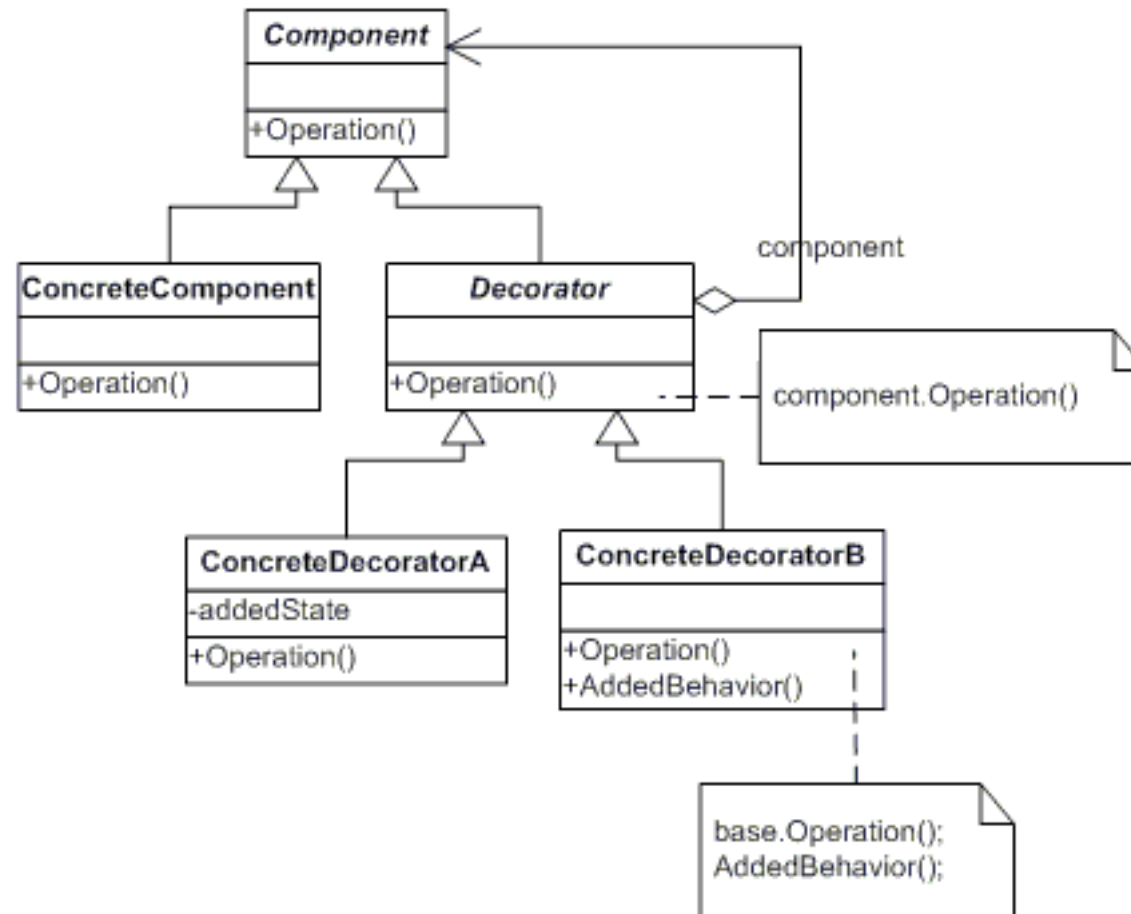 Component
+Operation()
component
ConcreteComponent
+Operation()
Decorator
+Operation()
component.Operation()
ConcreteDecoratorA
-addedState
+Operation()
ConcreteDecoratorB
+Operation()
+AddedBehavior()
base.Operation();
AddedBehavior();